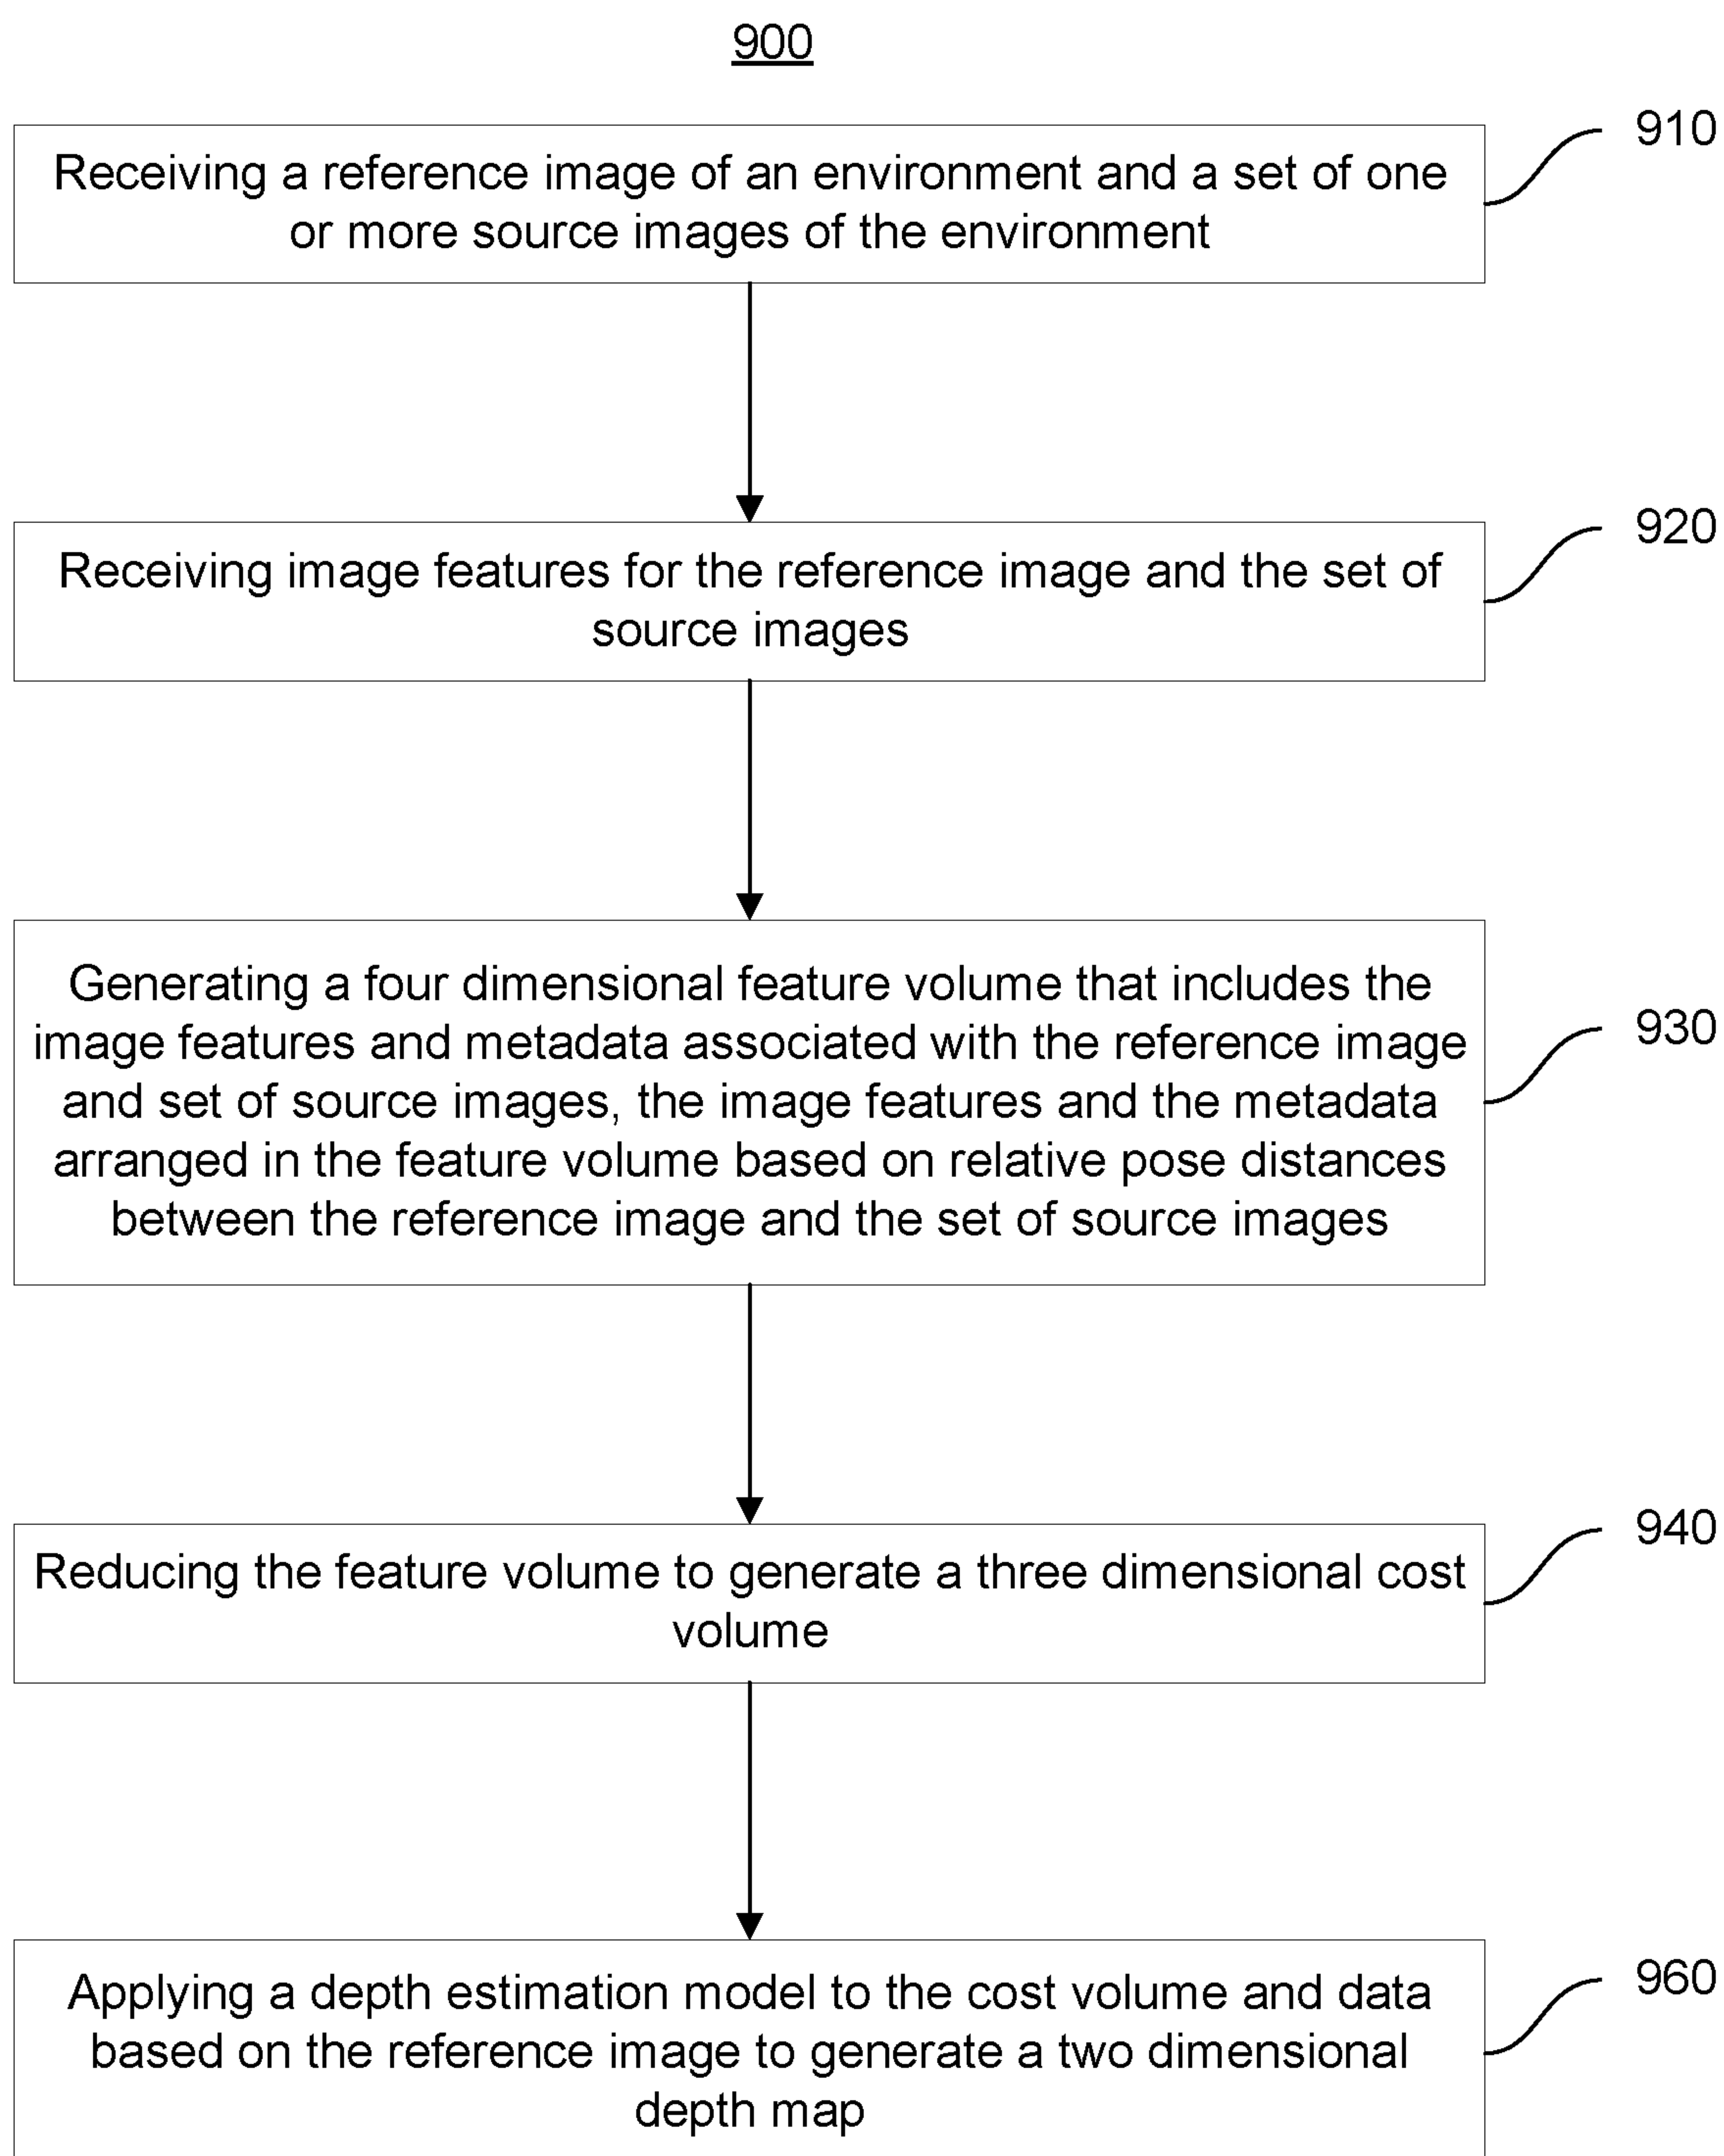 900
Receiving a reference image of an environment and a set of one
or more source images of the environment
910
Receiving image features for the reference image and the set of
source images
920
Generating a four dimensional feature volume that includes the
image features and metadata associated with the reference image
and set of source images, the image features and the metadata
arranged in the feature volume based on relative pose distances
between the reference image and the set of source images
930
Reducing the feature volume to generate a three dimensional cost
volume
940
Applying a depth estimation model to the cost volume and data
based on the reference image to generate a two dimensional
depth map
960